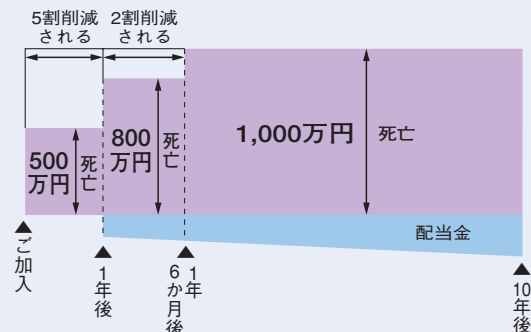 5割削減
される
2割削減
される
500
万円
死亡
800
万円
死亡
1,000万円
死亡
配当金
ご加入
1年後
1年
6か月後
10年後